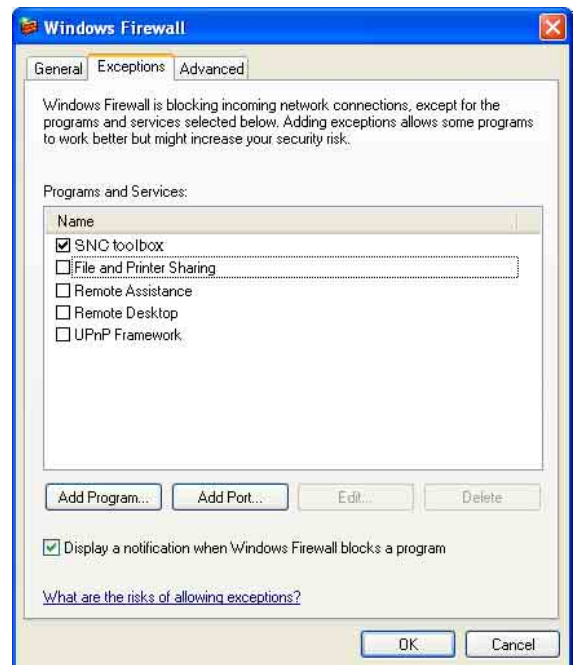 Windows Firewall
General Exceptions Advanced
Windows Firewall is blocking incoming network connections, except for the
programs and services selected below. Adding exceptions allows some programs
to work better but might increase your security risk.
Programs and Services:
Name
SNC toolbox
File and Printer Sharing
Remote Assistance
Remote Desktop
UPnP Framework
Add Program... Add Port... Edit... Delete
Display a notification when Windows Firewall blocks a program
What are the risks of allowing exceptions?
OK Cancel